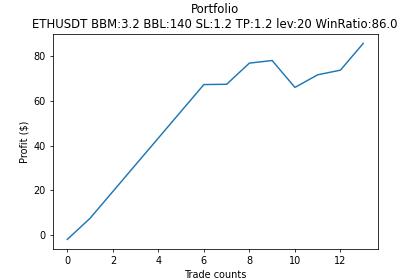 Portfolio
ETHUSDT BBM:3.2 BBL:140 SL:1.2 TP:1.2 lev:20 WinRatio:86.0
80
60
40
20
0
Profit ($)
0 2 4 6 8 10 12
Trade counts